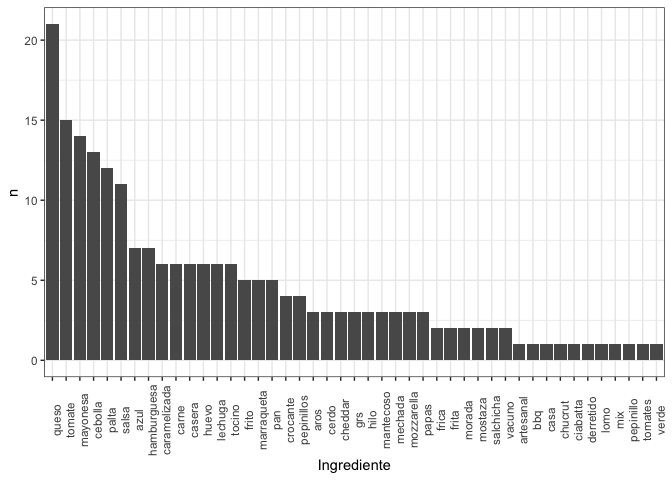 20
15
10
5
0
n
queso
tomate
mayonesa
cebolla
palta
salsa
azul
hamburguesa
caramelizada
carne
casera
huevo
lechuga
tocino
frito
marraqueta
pan
crocante
pepinillos
aros
cerdo
cheddar
grs
hilo
mantecoso
mechada
mozzarella
papas
frica
frita
morada
mostaza
salchicha
vacuno
artesanal
bbq
casa
chucrut
ciabatta
derretido
lomo
mix
pepinillo
tomates
verde
Ingrediente